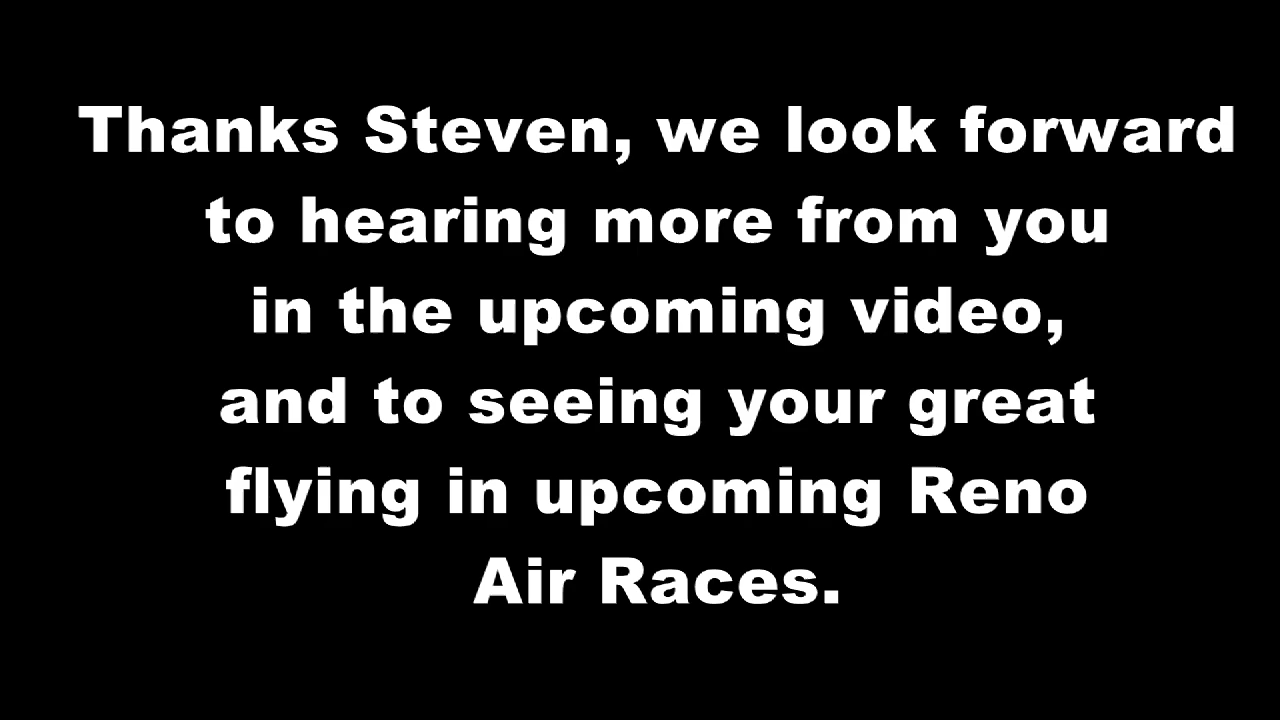 Thanks Steven, we look forward
to hearing more from you
in the upcoming video,
and to seeing your great
flying in upcoming Reno
Air Races.